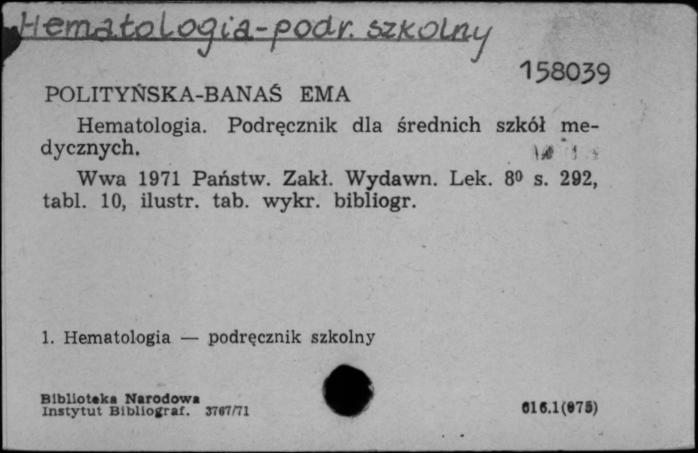 Hematologia-podr. szkolny
158039
POLITYŃSKA-BANAŚ EMA
Hematologia. Podręcznik dla średnich szkół me-
dycznych.
Wwa 1971 Państw. Zakł. Wydawn. Lek. 8⁰ s. 292,
tabl. 10, ilustr. tab. wykr. bibliogr.
1. Hematologia — podręcznik szkolny
Biblioteka Narodowa
Instytut Bibliograf. 3767/71
616.1(075)